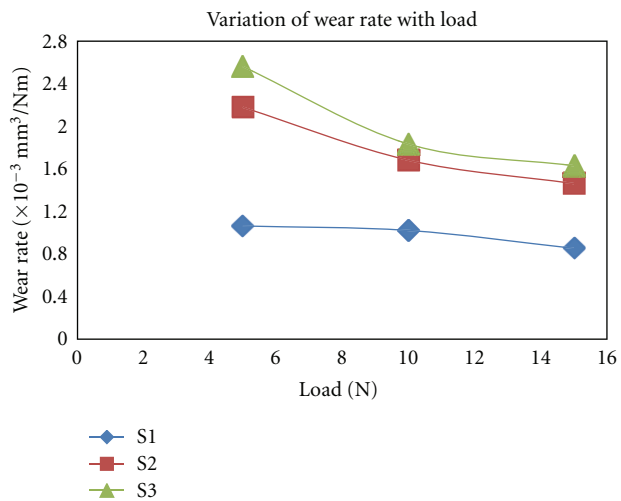 Variation of wear rate with load
Wear rate (×10⁻³ mm³/Nm)
2.8
2.4
2
1.6
1.2
0.8
0.4
0
0 2 4 6 8 10 12 14 16
Load (N)
S1
S2
S3